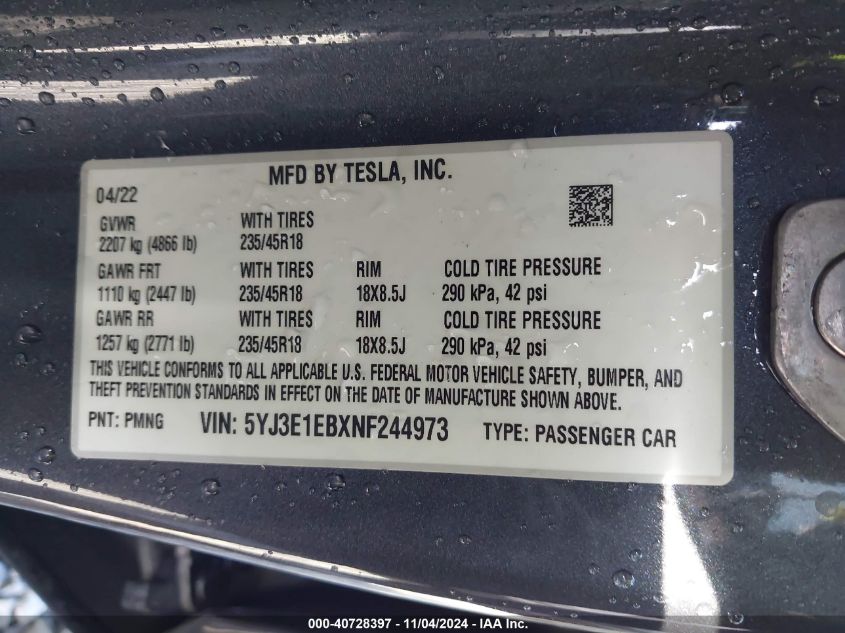 MFD BY TESLA, INC.
04/22
GVWR WITH TIRES
2207 kg (4866 lb) 235/45R18
GAWR FRT WITH TIRES RIM COLD TIRE PRESSURE
1110 kg (2447 lb) 235/45R18 18X8.5J 290 kPa, 42 psi
GAWR RR WITH TIRES RIM COLD TIRE PRESSURE
1257 kg (2771 lb) 235/45R18 18X8.5J 290 kPa, 42 psi
THIS VEHICLE CONFORMS TO ALL APPLICABLE U.S. FEDERAL MOTOR VEHICLE SAFETY, BUMPER, AND
THEFT PREVENTION STANDARDS IN EFFECT ON THE DATE OF MANUFACTURE SHOWN ABOVE.
PNT: PMNG VIN: 5YJ3E1EBXNF244973 TYPE: PASSENGER CAR
000-40728397 - 11/04/2024 - IAAI.com